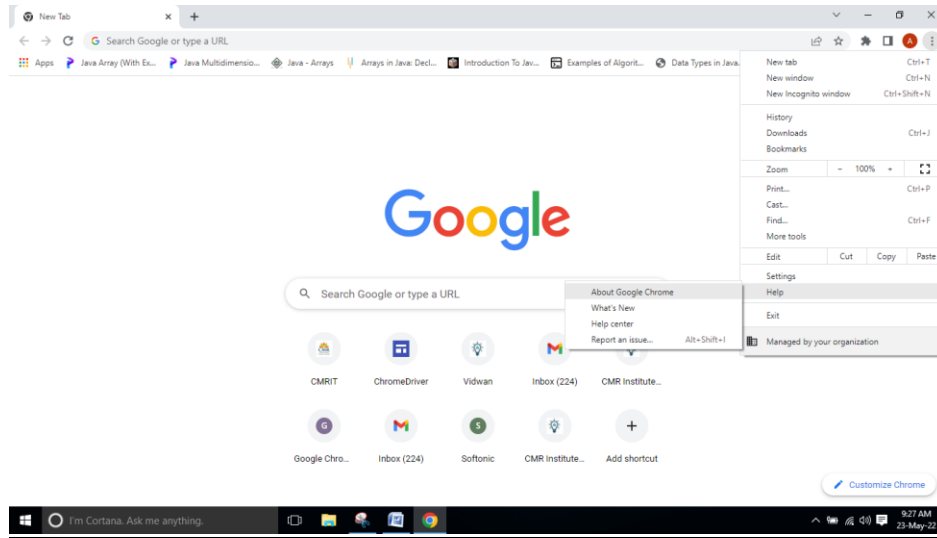 New Tab
Search Google or type a URL
Apps Java Array (With Ex... Java Multidimensio... Java - Arrays Arrays in Java: Decl... Introduction To Jav... Examples of Algorit... Data Types in Java.
New tab Ctrl+T
New window Ctrl+N
New Incognito window Ctrl+Shift+N
History
Downloads Ctrl+J
Bookmarks
Zoom - 100% +
Print... Ctrl+P
Cast...
Find... Ctrl+F
More tools
Edit Cut Copy Paste
Settings
Help
Exit
Managed by your organization
About Google Chrome
What's New
Help center
Report an issue... Alt+Shift+I
Google
Search Google or type a URL
CMRIT ChromeDriver Vidwan Inbox (224) CMR Institute...
Google Chro... Inbox (224) Softonic CMR Institute... Add shortcut
Customize Chrome
I'm Cortana. Ask me anything.
9:27 AM
23-May-22